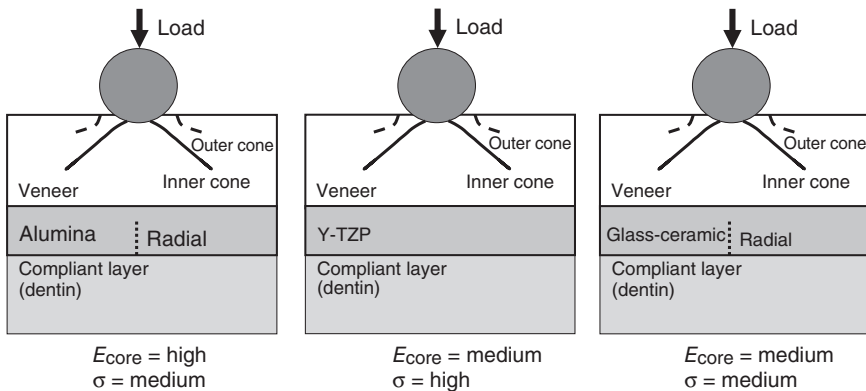 Load
Outer cone
Inner cone
Veneer
Alumina
Radial
Compliant layer
(dentin)
Ecore = high
σ = medium
Load
Outer cone
Inner cone
Veneer
Y-TZP
Compliant layer
(dentin)
Ecore = medium
σ = high
Load
Outer cone
Inner cone
Veneer
Glass-ceramic
Radial
Compliant layer
(dentin)
Ecore = medium
σ = medium